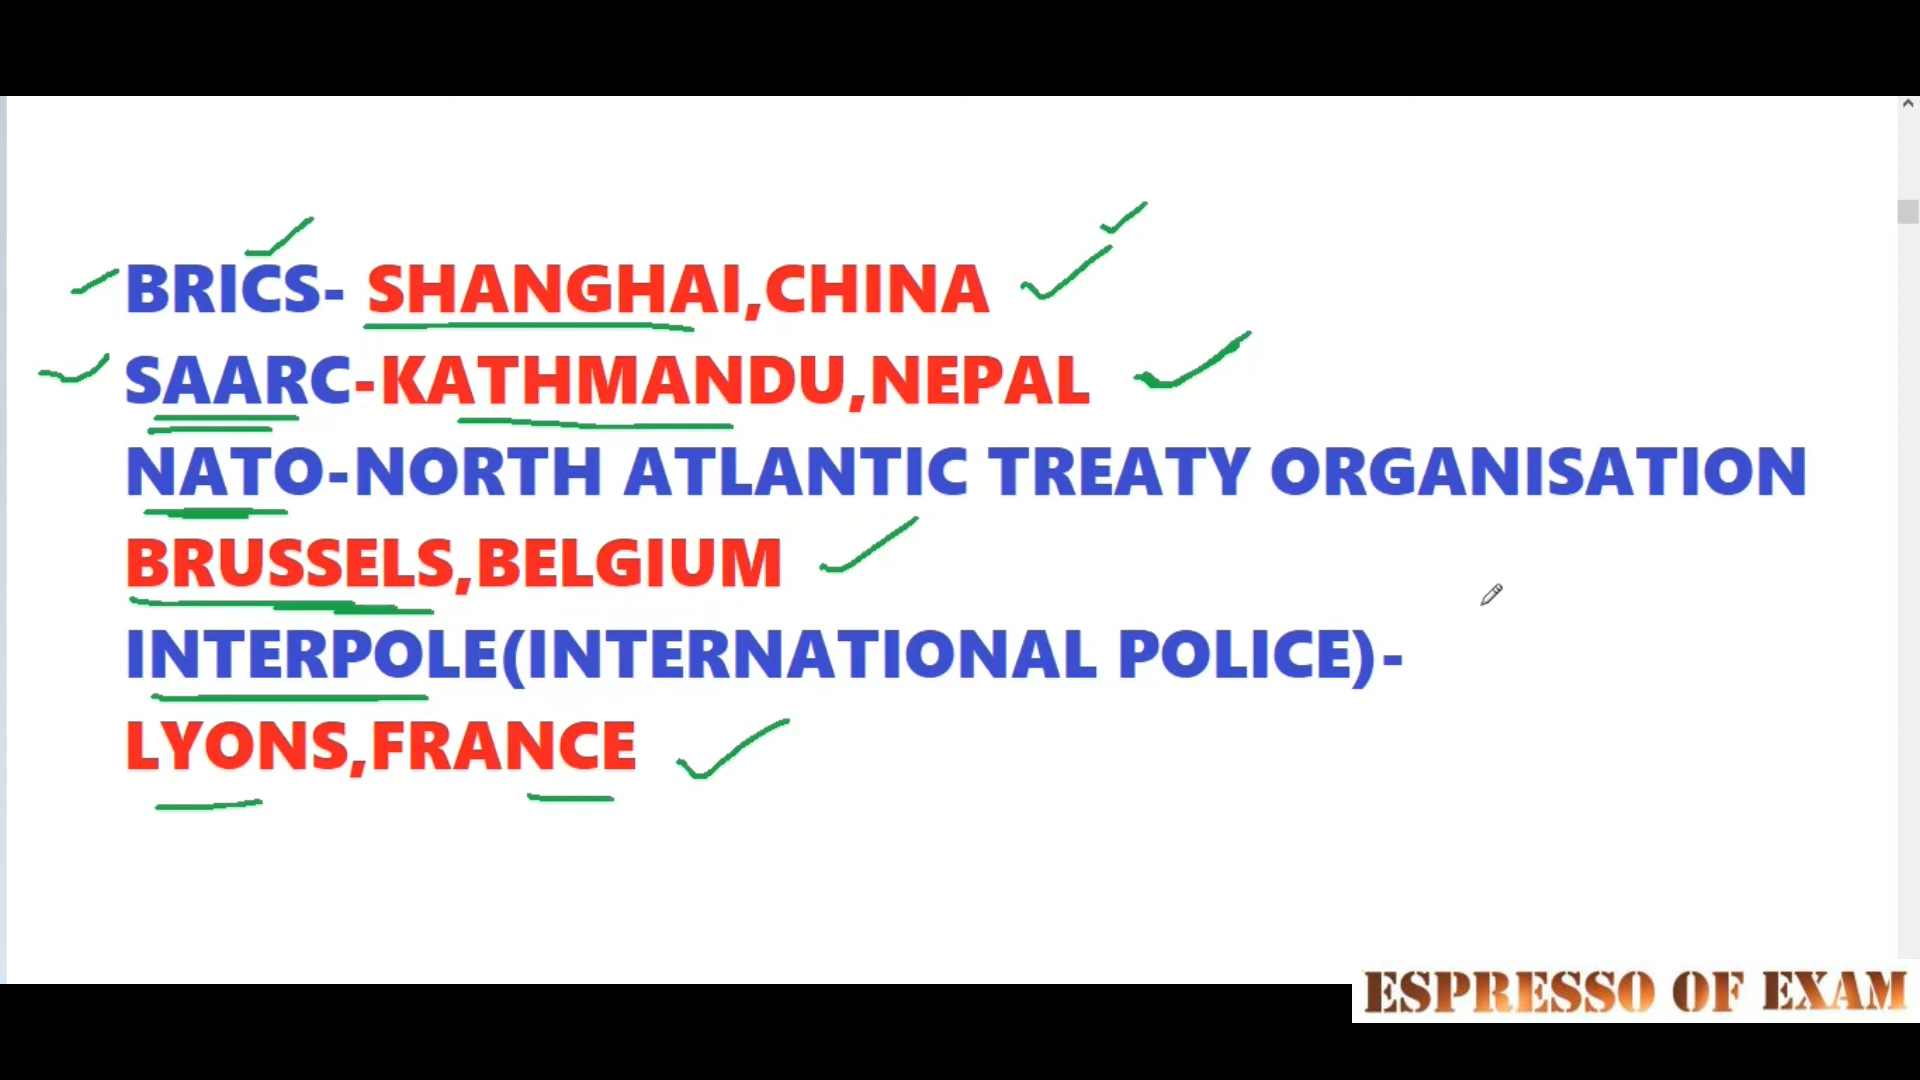 BRICS- SHANGHAI,CHINA
SAARC-KATHMANDU,NEPAL
NATO-NORTH ATLANTIC TREATY ORGANISATION
BRUSSELS,BELGIUM
INTERPOLE(INTERNATIONAL POLICE)-
LYONS,FRANCE
ESPRESSO OF EXAM